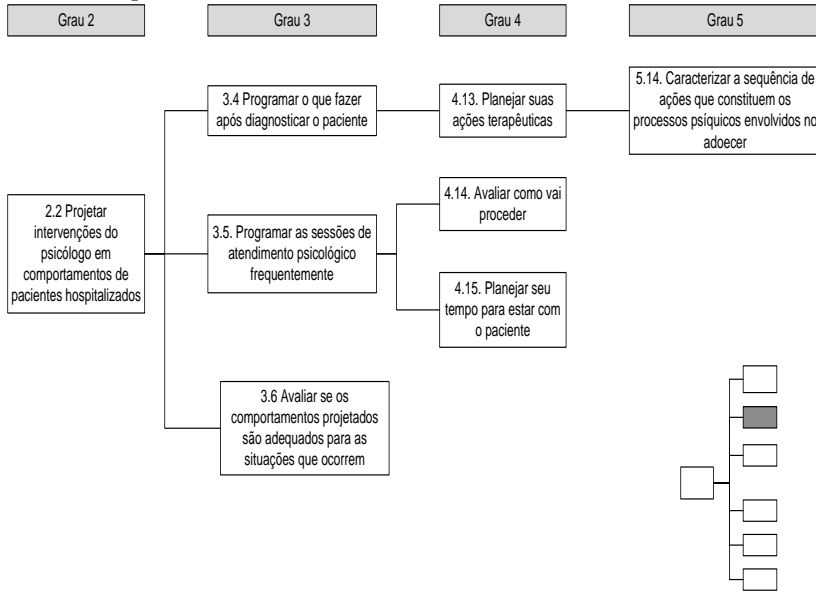 Grau 2
Grau 3
Grau 4
Grau 5
3.4 Programar o que fazer
após diagnosticar o paciente
4.13. Planejar suas
ações terapêuticas
5.14. Caracterizar a sequência de
ações que constituem os
processos psíquicos envolvidos no
adoecer
2.2 Projetar
intervenções do
psicólogo em
comportamentos de
pacientes hospitalizados
3.5. Programar as sessões de
atendimento psicológico
frequentemente
4.14. Avaliar como vai
proceder
4.15. Planejar seu
tempo para estar com
o paciente
3.6 Avaliar se os
comportamentos projetados
são adequados para as
situações que ocorrem